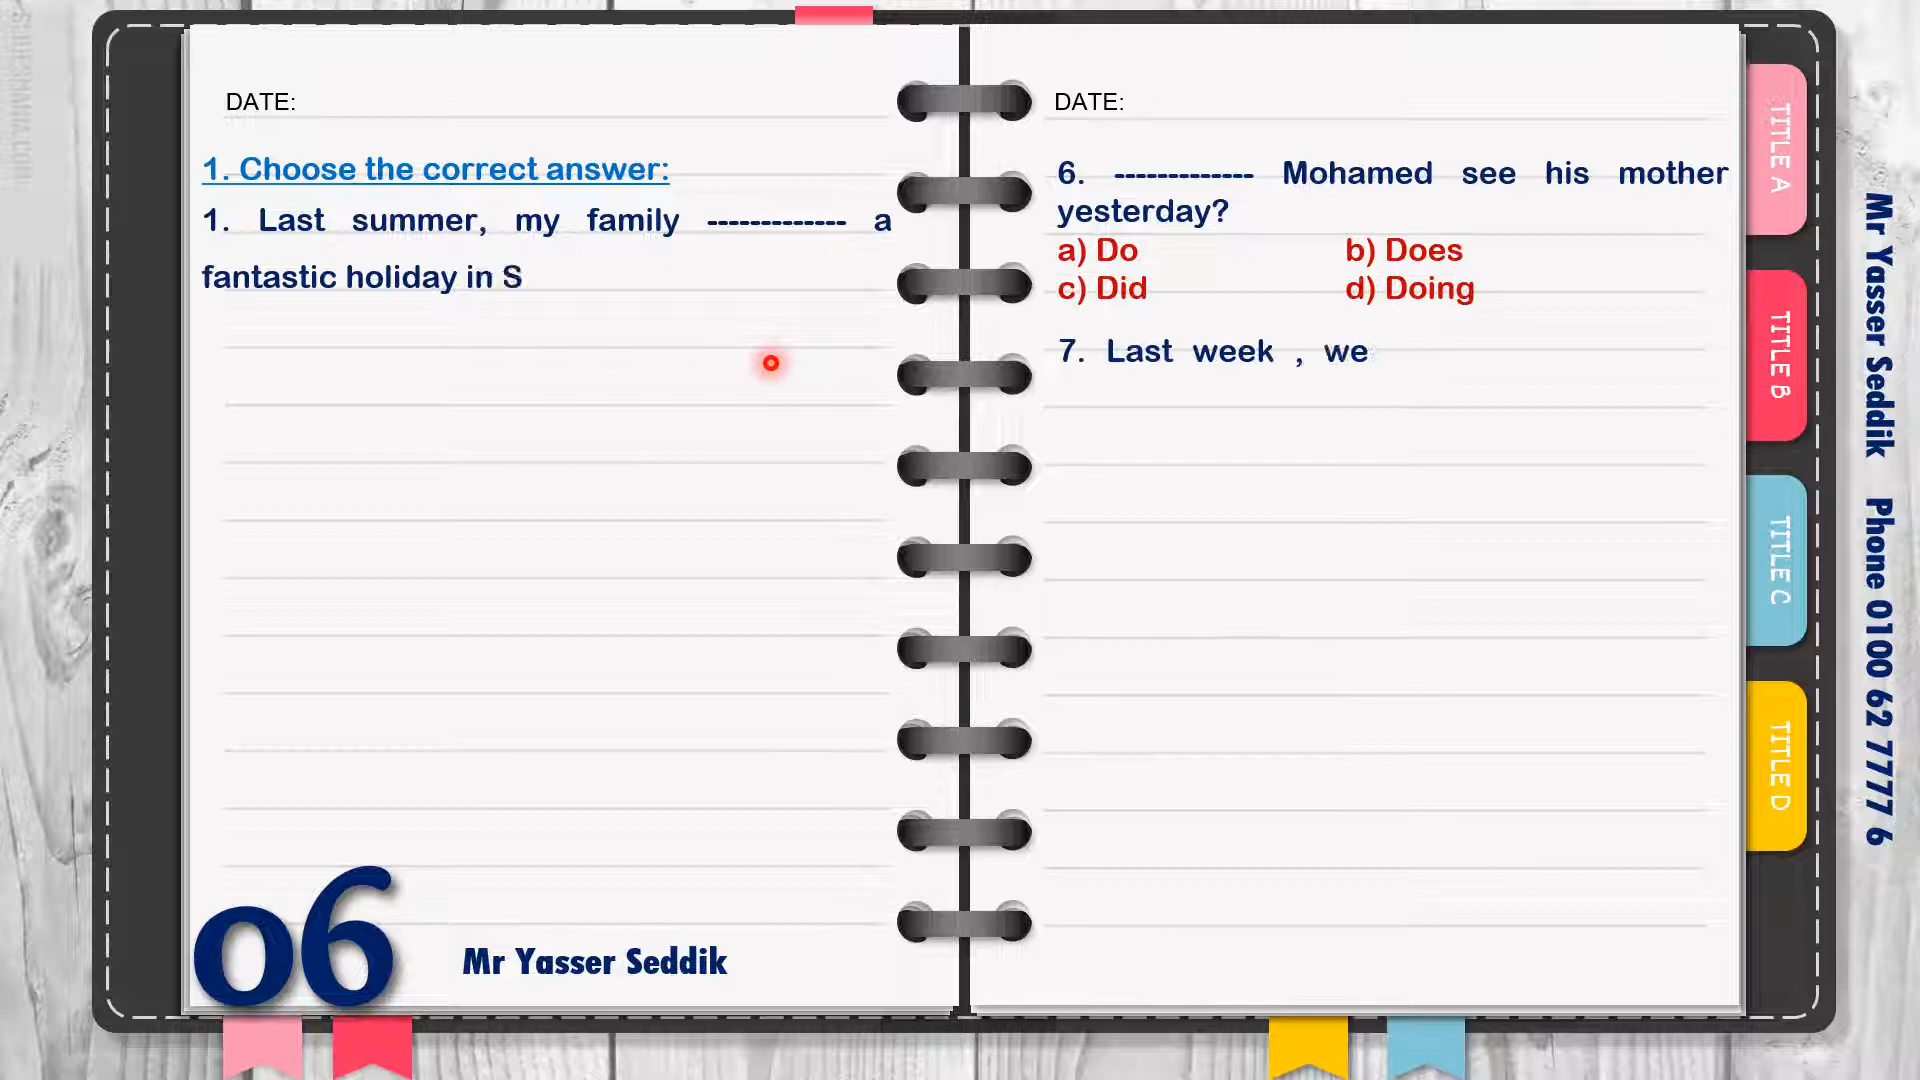 DATE:
1. Choose the correct answer:
1. Last summer, my family ------------- a
fantastic holiday in S
06
Mr Yasser Seddik
DATE:
6. ------------- Mohamed see his mother
yesterday?
a) Do b) Does
c) Did d) Doing
7. Last week , we
TITLE A
TITLE B
TITLE C
TITLE D
Mr Yasser Seddik Phone 0100 62 7777 6